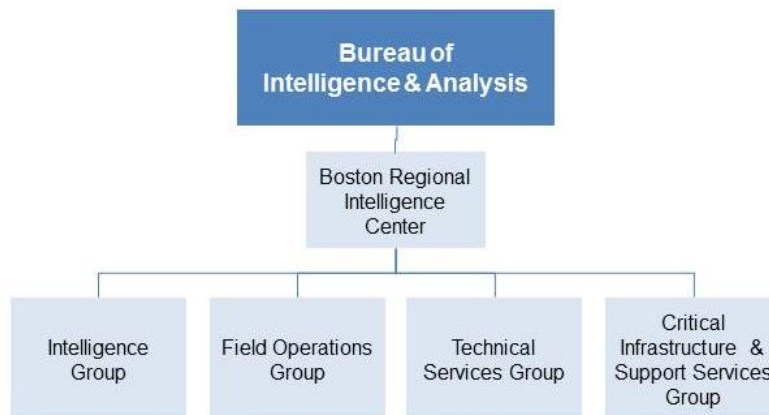 Bureau of
Intelligence & Analysis
Boston Regional
Intelligence
Center
Intelligence
Group
Field Operations
Group
Technical
Services Group
Critical
Infrastructure &
Support Services
Group